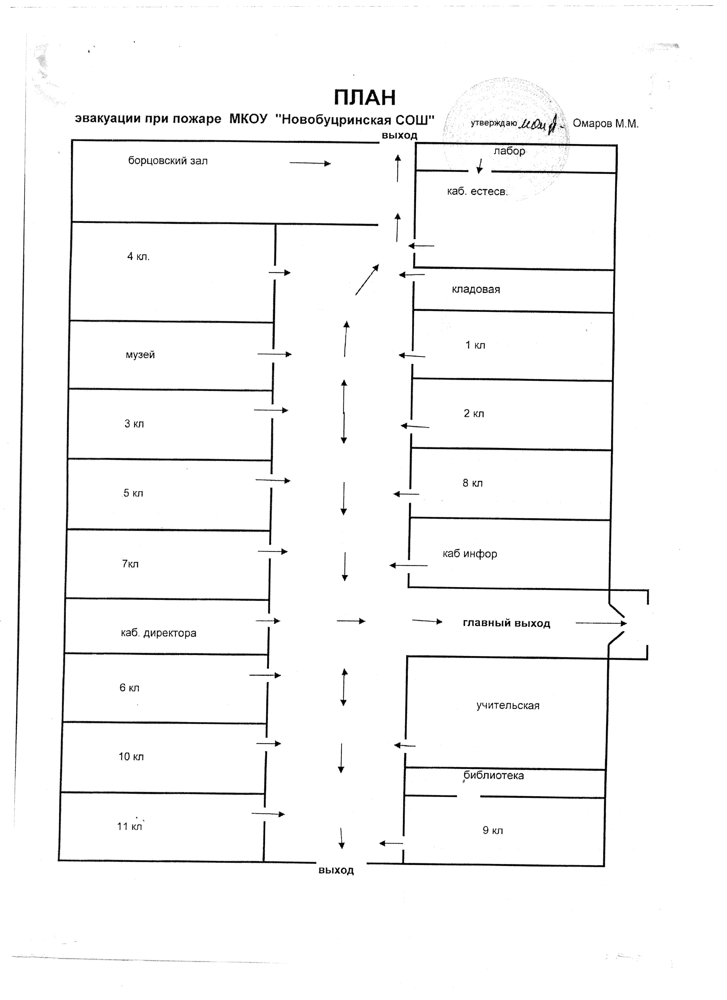 ПЛАН
эвакуации при пожаре МКОУ "Новобуцринская СОШ"
утверждаю Омаров М.М.
выход
борцовский зал
лабор
каб. естесв.
4 кл.
кладовая
музей
1 кл
3 кл
2 кл
5 кл
8 кл
7кл
каб инфор
каб. директора
главный выход
6 кл
учительская
10 кл
библиотека
11 кл
9 кл
выход